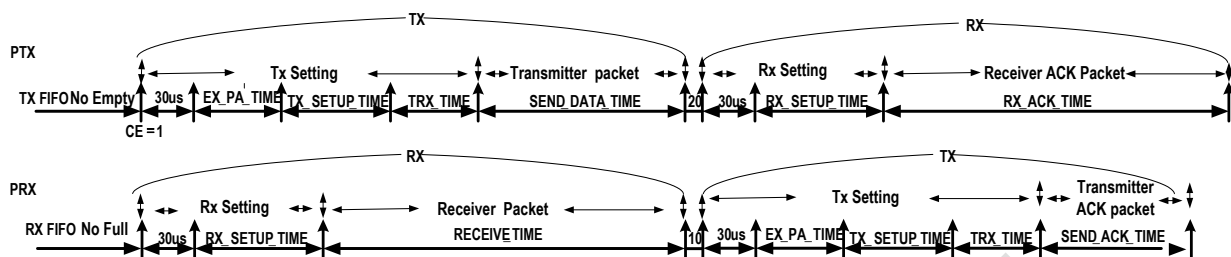 TX RX
PTX
Tx Setting Transmitter packet Rx Setting Receiver ACK Packet
TX FIFO No Empty 30us EX_PA_TIME TX_SETUP_TIME TRX_TIME SEND_DATA_TIME 20 30us RX_SETUP_TIME RX_ACK_TIME
CE = 1
RX TX
PRX
Rx Setting Receiver Packet Tx Setting Transmitter ACK packet
RX FIFO No Full 30us RX_SETUP_TIME RECEIVE_TIME 10 30us EX_PA_TIME TX_SETUP_TIME TRX_TIME SEND_ACK_TIME